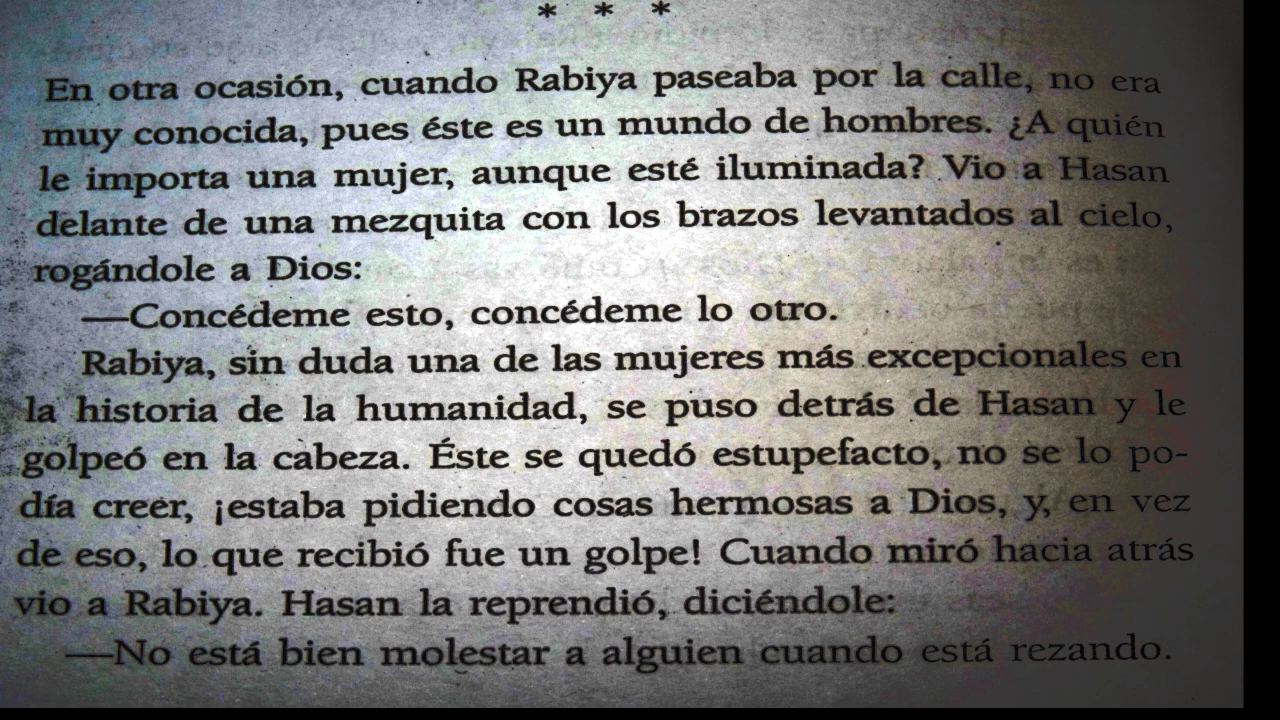 * * *
En otra ocasión, cuando Rabiya paseaba por la calle, no era
muy conocida, pues éste es un mundo de hombres. ¿A quién
le importa una mujer, aunque esté iluminada? Vio a Hasan
delante de una mezquita con los brazos levantados al cielo,
rogándole a Dios:
—Concédeme esto, concédeme lo otro.
Rabiya, sin duda una de las mujeres más excepcionales en
la historia de la humanidad, se puso detrás de Hasan y le
golpeó en la cabeza. Éste se quedó estupefacto, no se lo po-
día creer, ¡estaba pidiendo cosas hermosas a Dios, y, en vez
de eso, lo que recibió fue un golpe! Cuando miró hacia atrás
vio a Rabiya. Hasan la reprendió, diciéndole:
—No está bien molestar a alguien cuando está rezando.